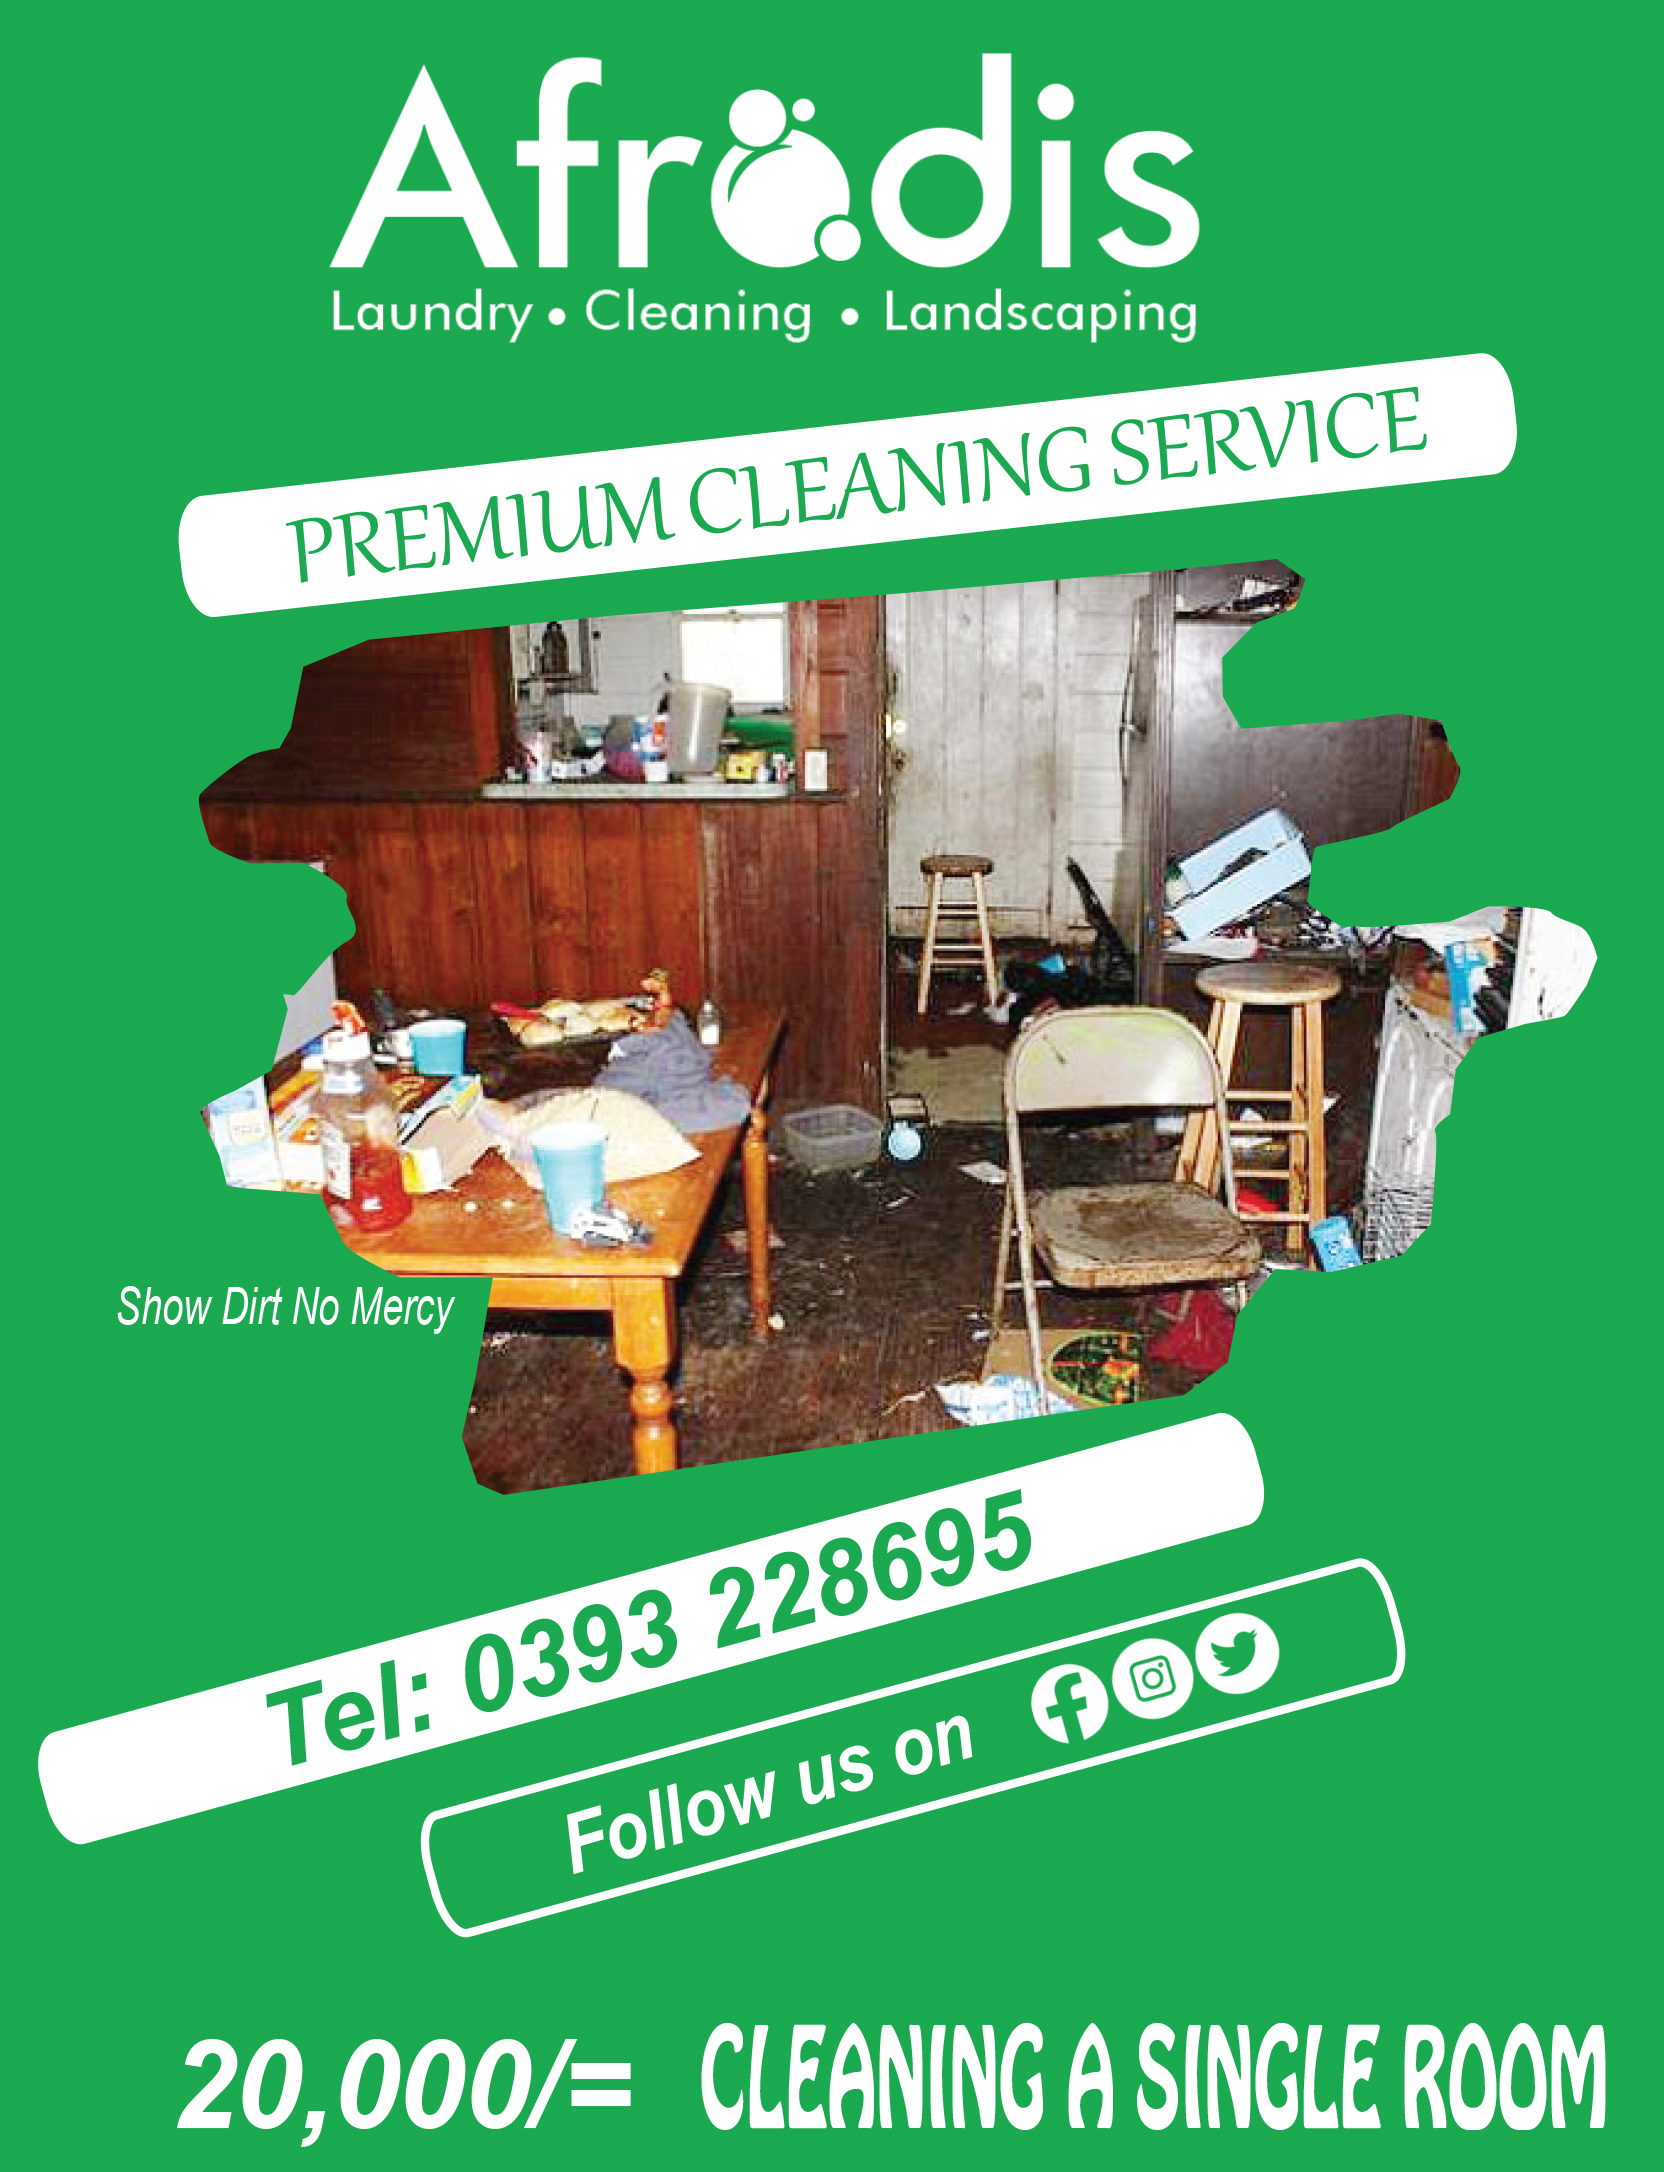 Afrodis
Laundry • Cleaning • Landscaping
PREMIUM CLEANING SERVICE
Show Dirt No Mercy
Tel: 0393 228695
Follow us on
20,000/= CLEANING A SINGLE ROOM